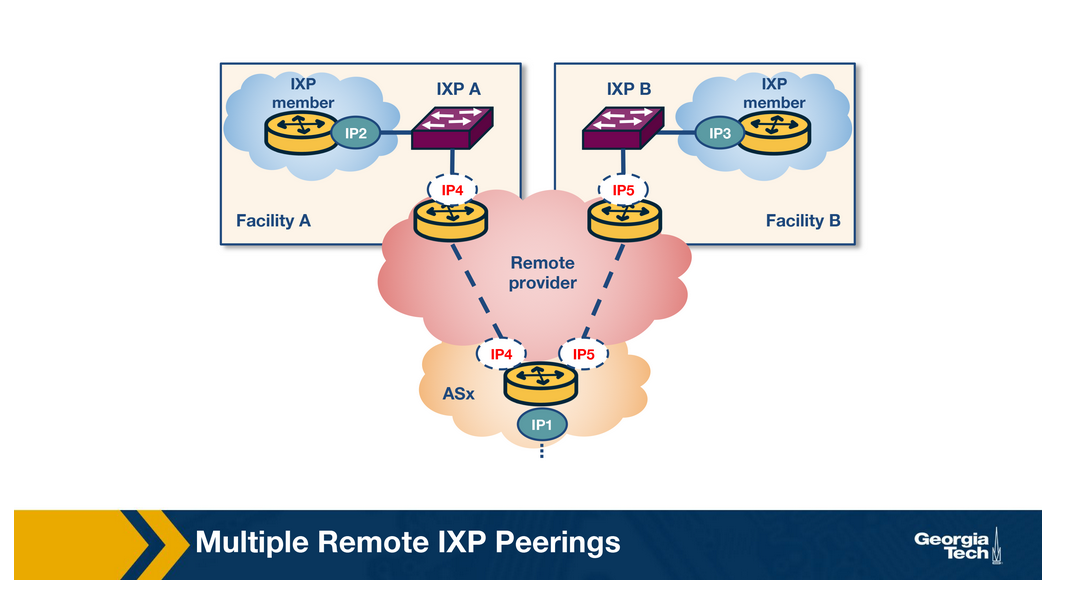 IXP
member
IXP A
IP2
IP4
Facility A
IXP B
IXP
member
IP3
IP5
Facility B
Remote
provider
IP4
IP5
ASx
IP1
Multiple Remote IXP Peerings
Georgia
Tech